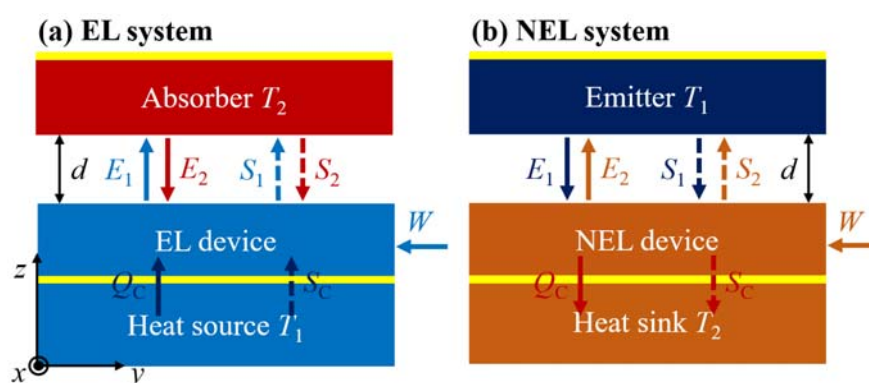 (a) EL system
Absorber T2
d
E1
E2
S1
S2
EL device
W
z
QC
SC
Heat source T1
x
y
(b) NEL system
Emitter T1
E1
E2
S1
S2
d
NEL device
W
QC
SC
Heat sink T2